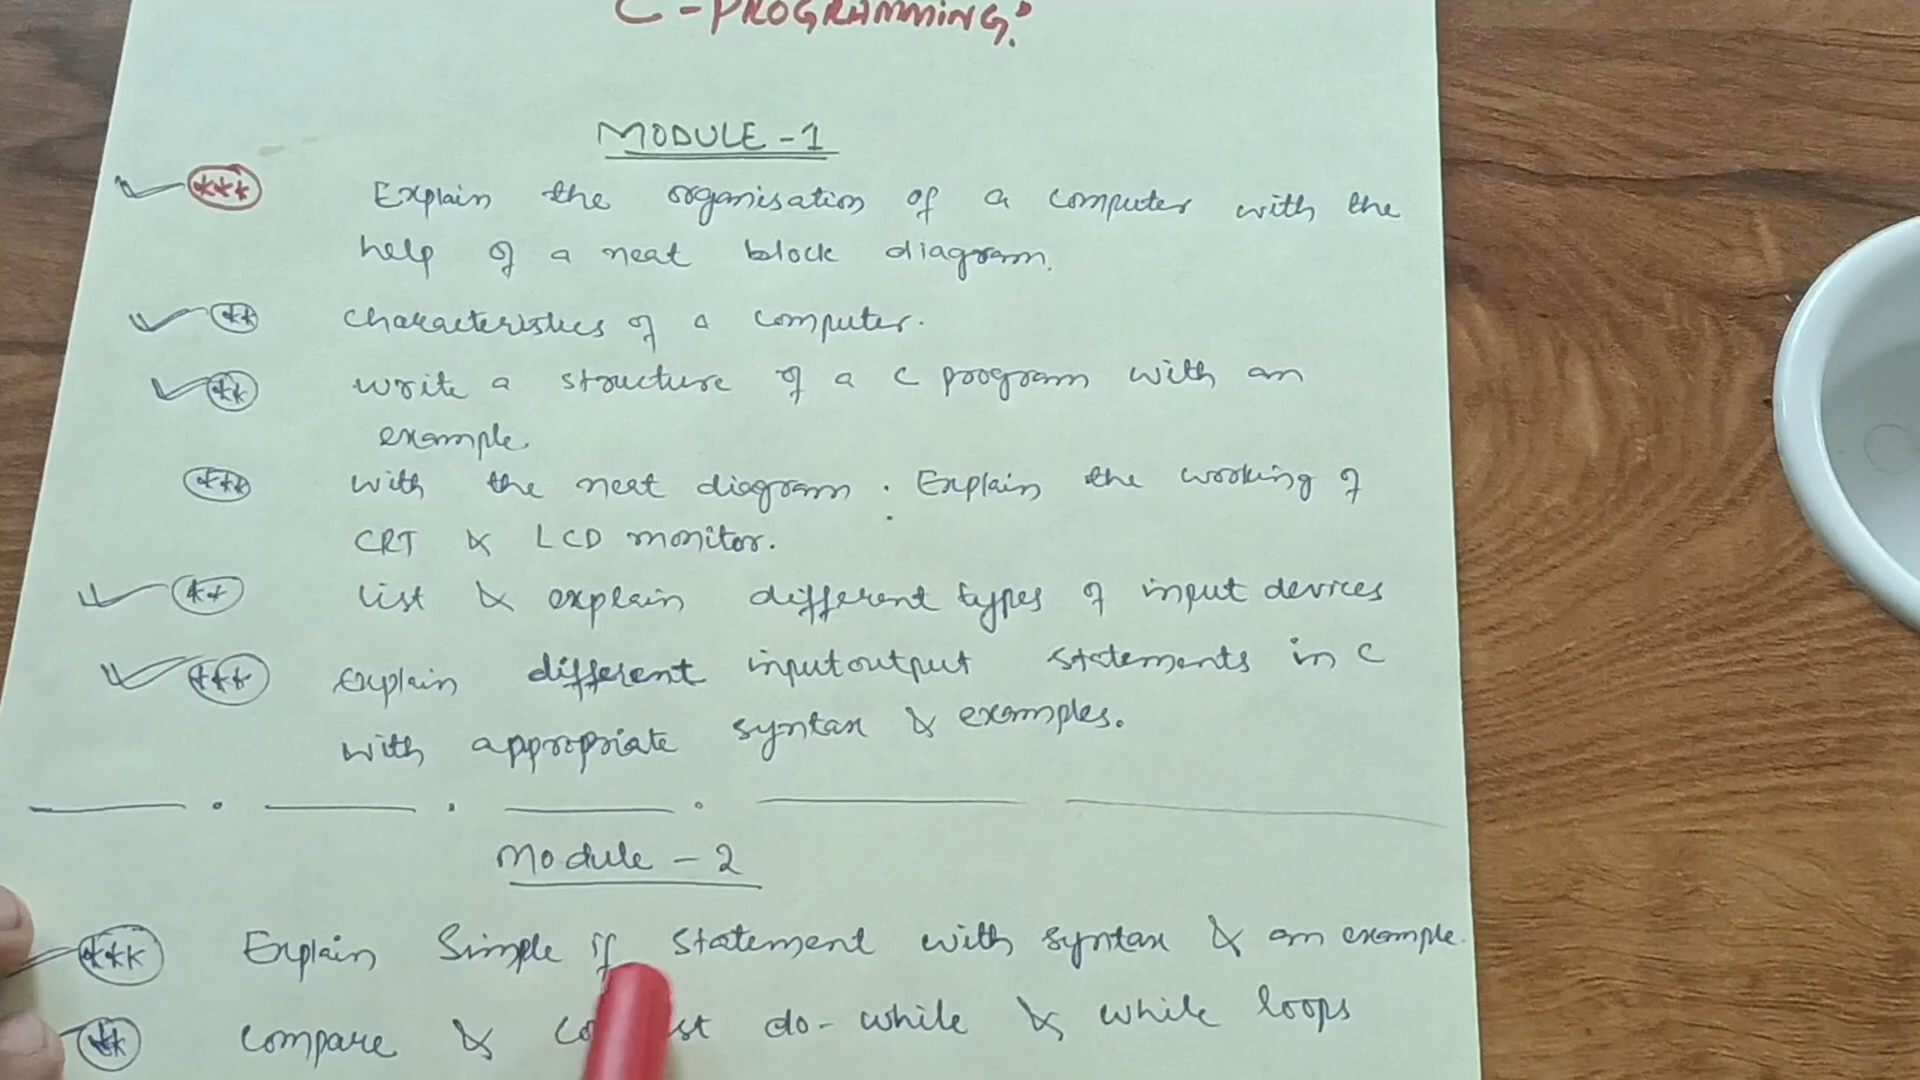 C-PROGRAMMING:
MODULE-1
*** Explain the organisation of a computer with the
help of a neat block diagram.
** characteristics of a computer.
** write a structure of a c program with an
example.
*** with the neat diagram. Explain the working of
CRT & LCD monitor.
** List & explain different types of input devices
*** Explain different input output statements in c
with appropriate syntax & examples.
Module - 2
*** Explain Simple if statement with syntax & an example.
** compare & do-while & while loops